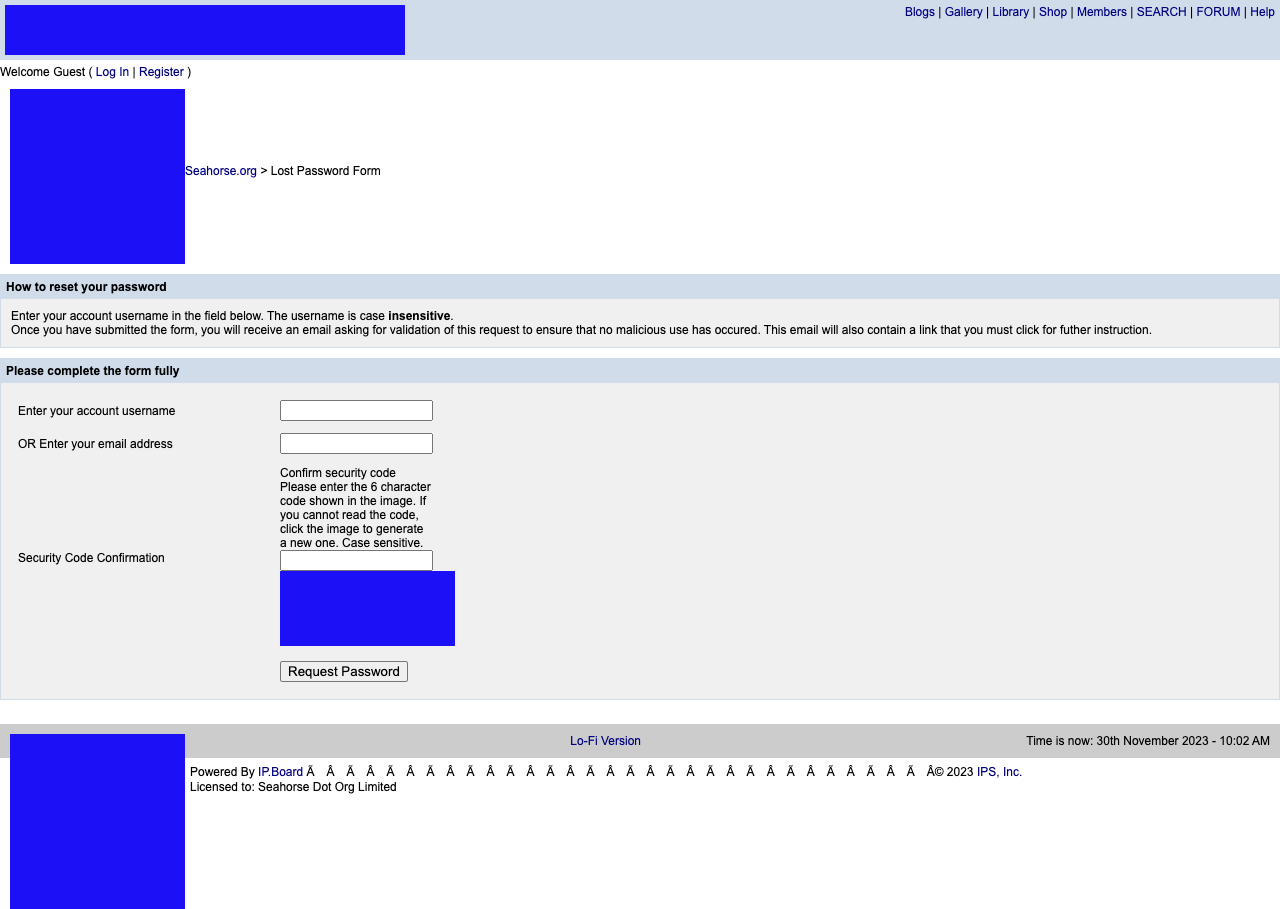 Blogs | Gallery | Library | Shop | Members | SEARCH | FORUM | Help
Welcome Guest ( Log In | Register )
Seahorse.org > Lost Password Form
How to reset your password
Enter your account username in the field below. The username is case insensitive.
Once you have submitted the form, you will receive an email asking for validation of this request to ensure that no malicious use has occured. This email will also contain a link that you must click for futher instruction.
Please complete the form fully
Enter your account username
OR Enter your email address
Confirm security code
Please enter the 6 character
code shown in the image. If
you cannot read the code,
click the image to generate
a new one. Case sensitive.
Security Code Confirmation
Request Password
Lo-Fi Version
Time is now: 30th November 2023 - 10:02 AM
Powered By IP.Board Ã Â Ã Â Ã Â Ã Â Ã Â Ã Â Ã Â Ã Â Ã Â Ã Â Ã Â Ã Â Ã Â Ã Â Ã Â Ã Â© 2023 IPS, Inc.
Licensed to: Seahorse Dot Org Limited